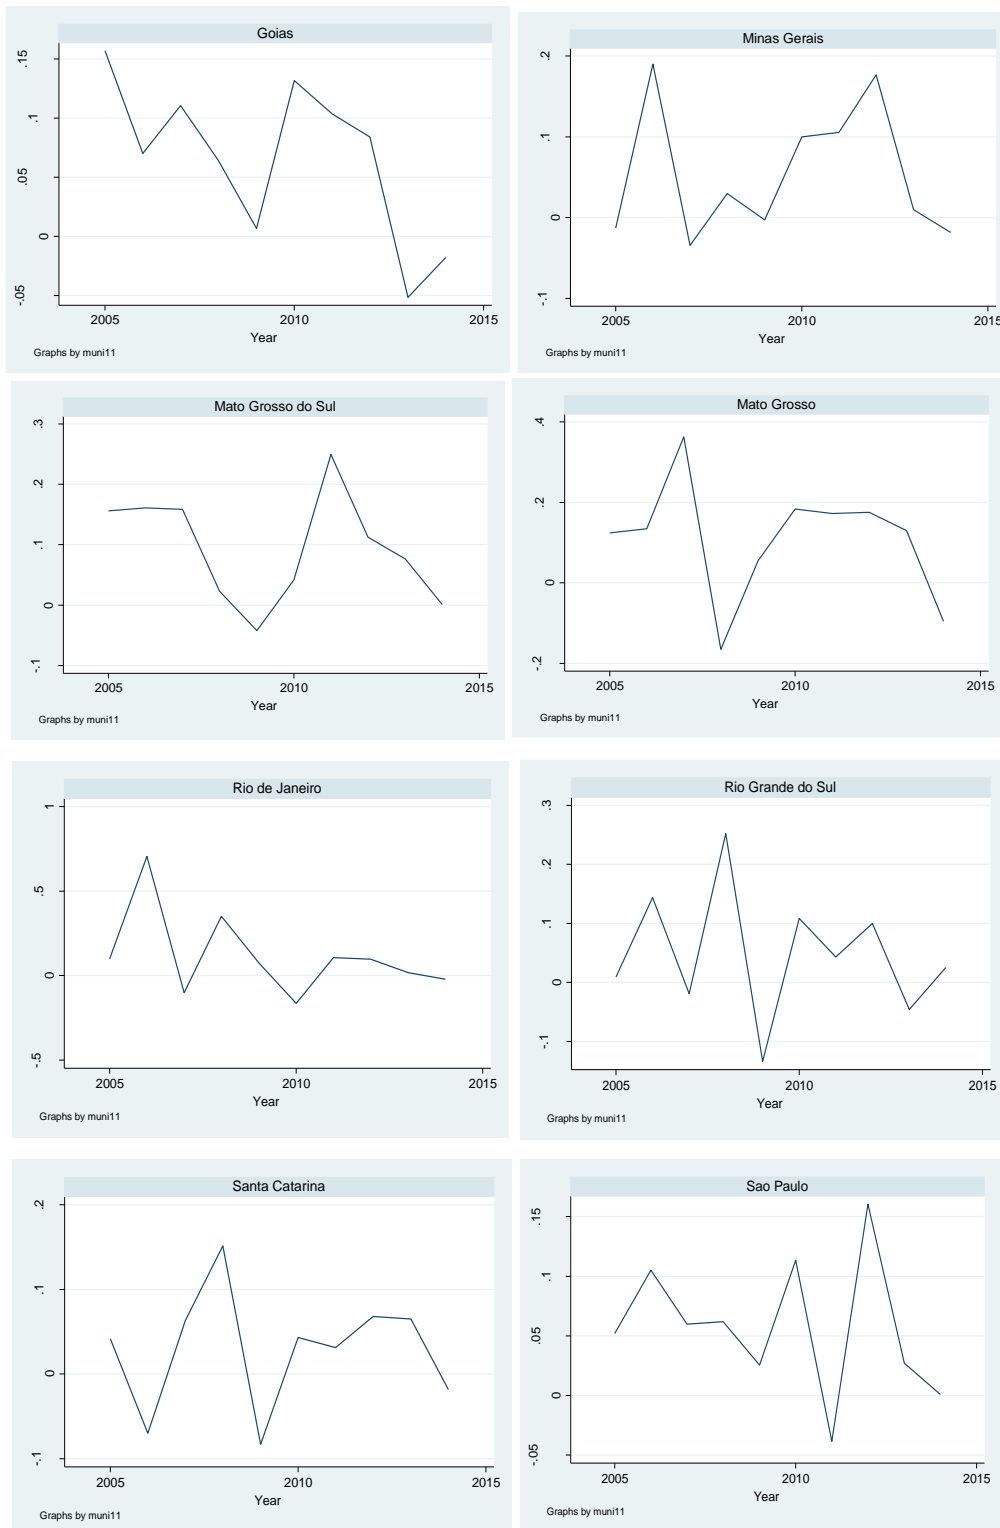 Goias
.15
.1
.05
0
-.05
2005 2010 2015
Year
Graphs by muni11
Minas Gerais
.2
.1
0
-.1
2005 2010 2015
Year
Graphs by muni11
Mato Grosso do Sul
.3
.2
.1
0
-.1
2005 2010 2015
Year
Graphs by muni11
Mato Grosso
.4
.2
0
-.2
2005 2010 2015
Year
Graphs by muni11
Rio de Janeiro
1
.5
0
-.5
2005 2010 2015
Year
Graphs by muni11
Rio Grande do Sul
.3
.2
.1
0
-.1
2005 2010 2015
Year
Graphs by muni11
Santa Catarina
.2
.1
0
-.1
2005 2010 2015
Year
Graphs by muni11
Sao Paulo
.15
.1
.05
0
-.05
2005 2010 2015
Year
Graphs by muni11